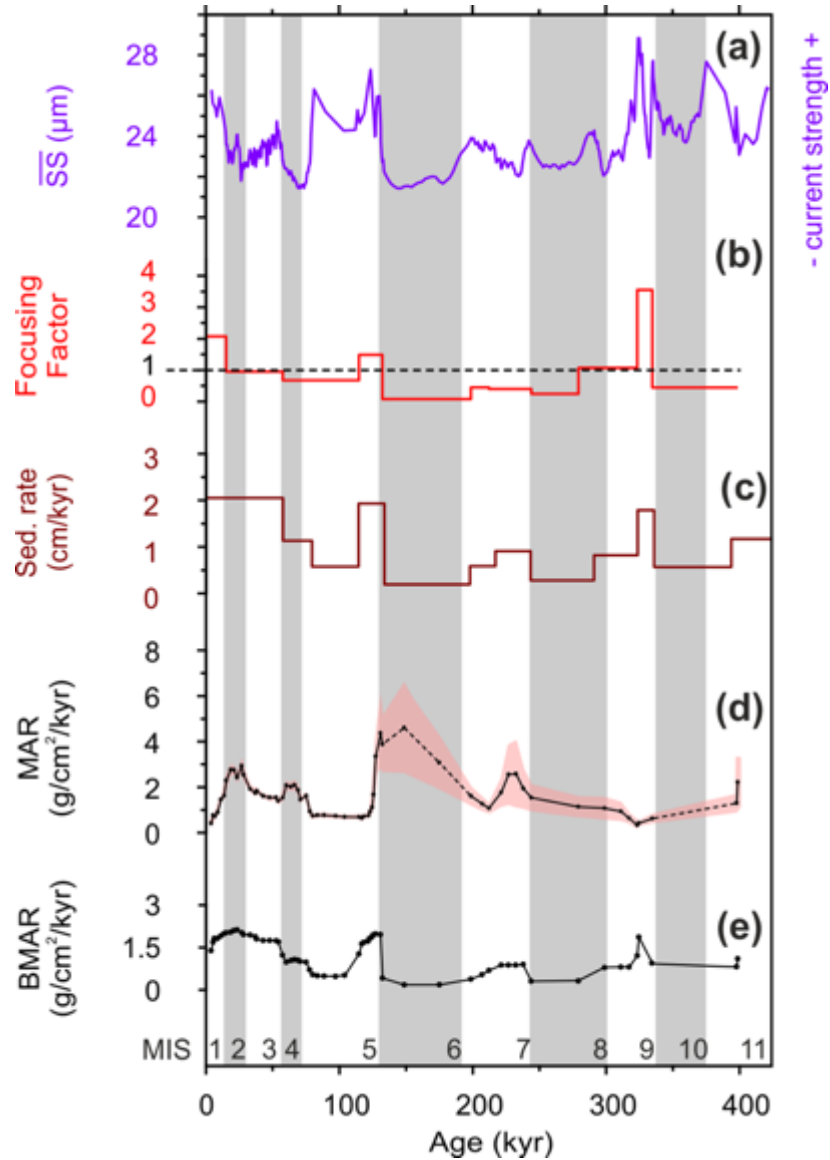 (a)
28
24
20
S̅S̅ (µm)
- current strength +
(b)
4
3
2
1
0
Focusing
Factor
(c)
3
2
1
0
Sed. rate
(cm/kyr)
(d)
8
6
4
2
0
MAR
(g/cm²/kyr)
(e)
3
1.5
0
BMAR
(g/cm²/kyr)
MIS 1 2 3 4 5 6 7 8 9 10 11
0 100 200 300 400
Age (kyr)